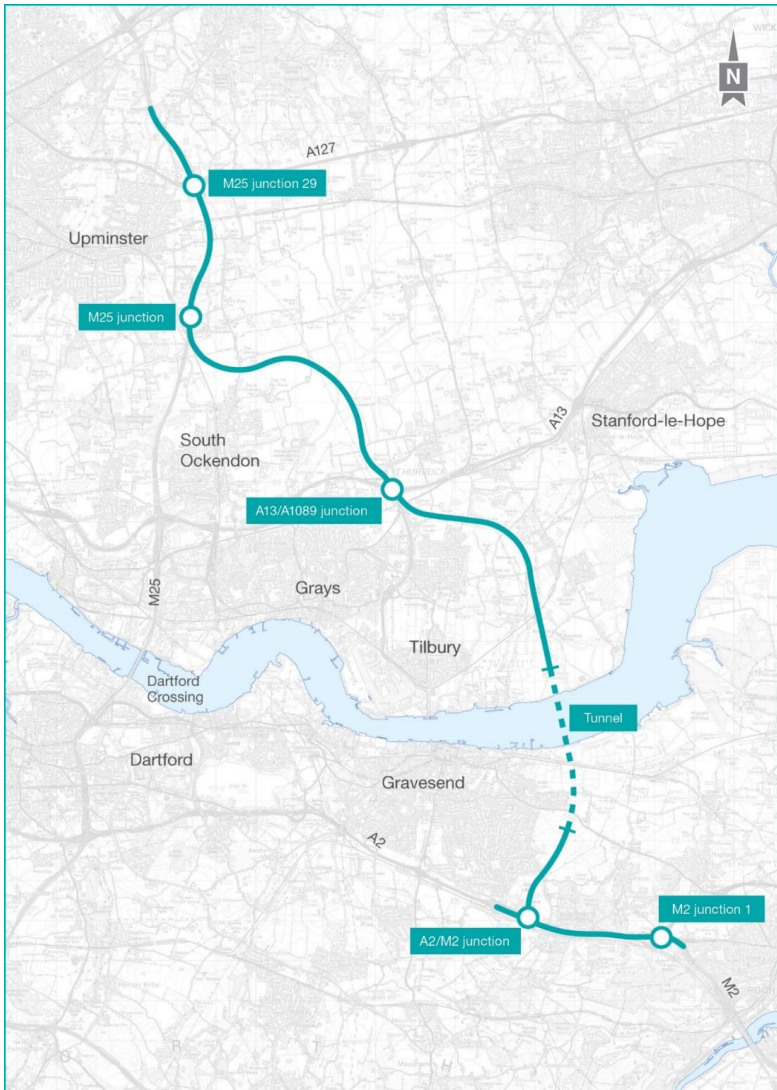 N
A127
M25 junction 29
Upminster
M25 junction
A13
Stanford-le-Hope
South
Ockendon
THURROCK
A13/A1089 junction
M25
Grays
Tilbury
Dartford
Crossing
Tunnel
Dartford
Gravesend
A2
M2 junction 1
A2/M2 junction
M2